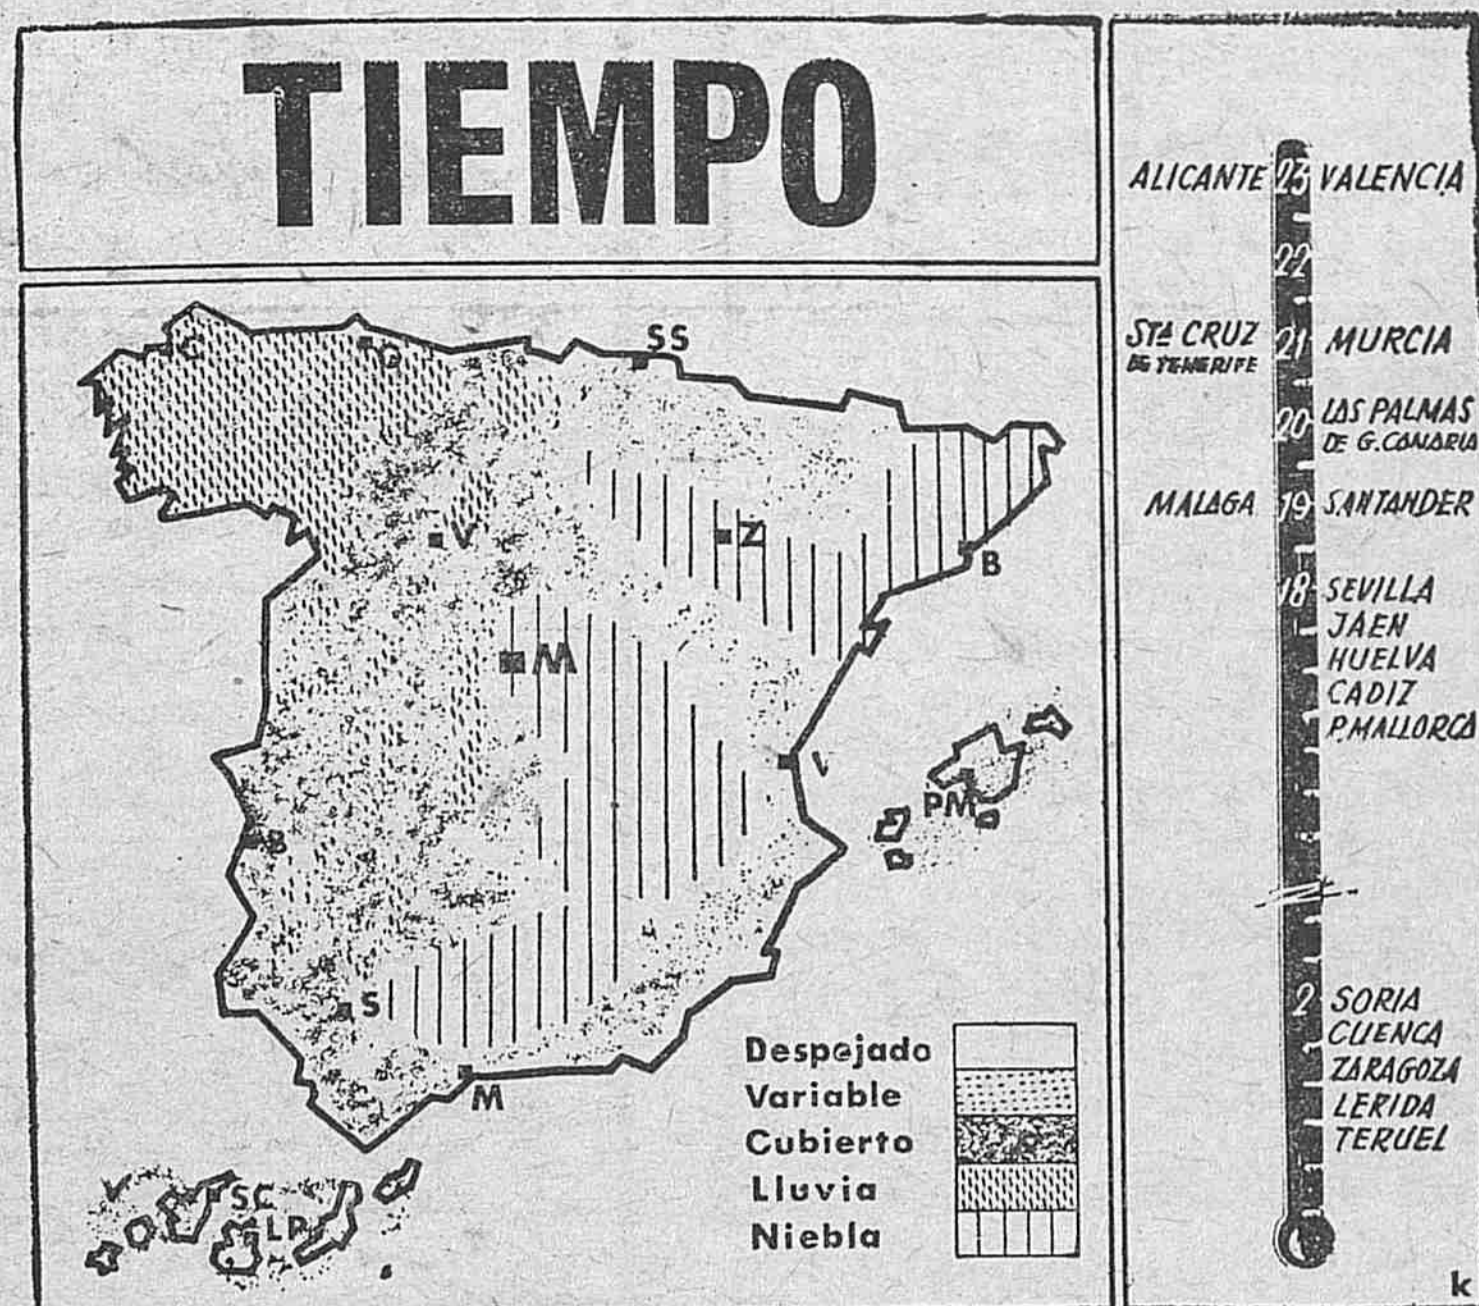 TIEMPO
C
G
SS
V
Z
B
M
V
PM
B
S
M
SC
LP
Despejado
Variable
Cubierto
Lluvia
Niebla
ALICANTE 23 VALENCIA
22
STA CRUZ 21 MURCIA
DE TENERIFE
20 LAS PALMAS
DE G.CANARIA
MALAGA 19 SANTANDER
18 SEVILLA
JAEN
HUELVA
CADIZ
P.MALLORCA
2 SORIA
CUENCA
ZARAGOZA
LERIDA
TERUEL
k